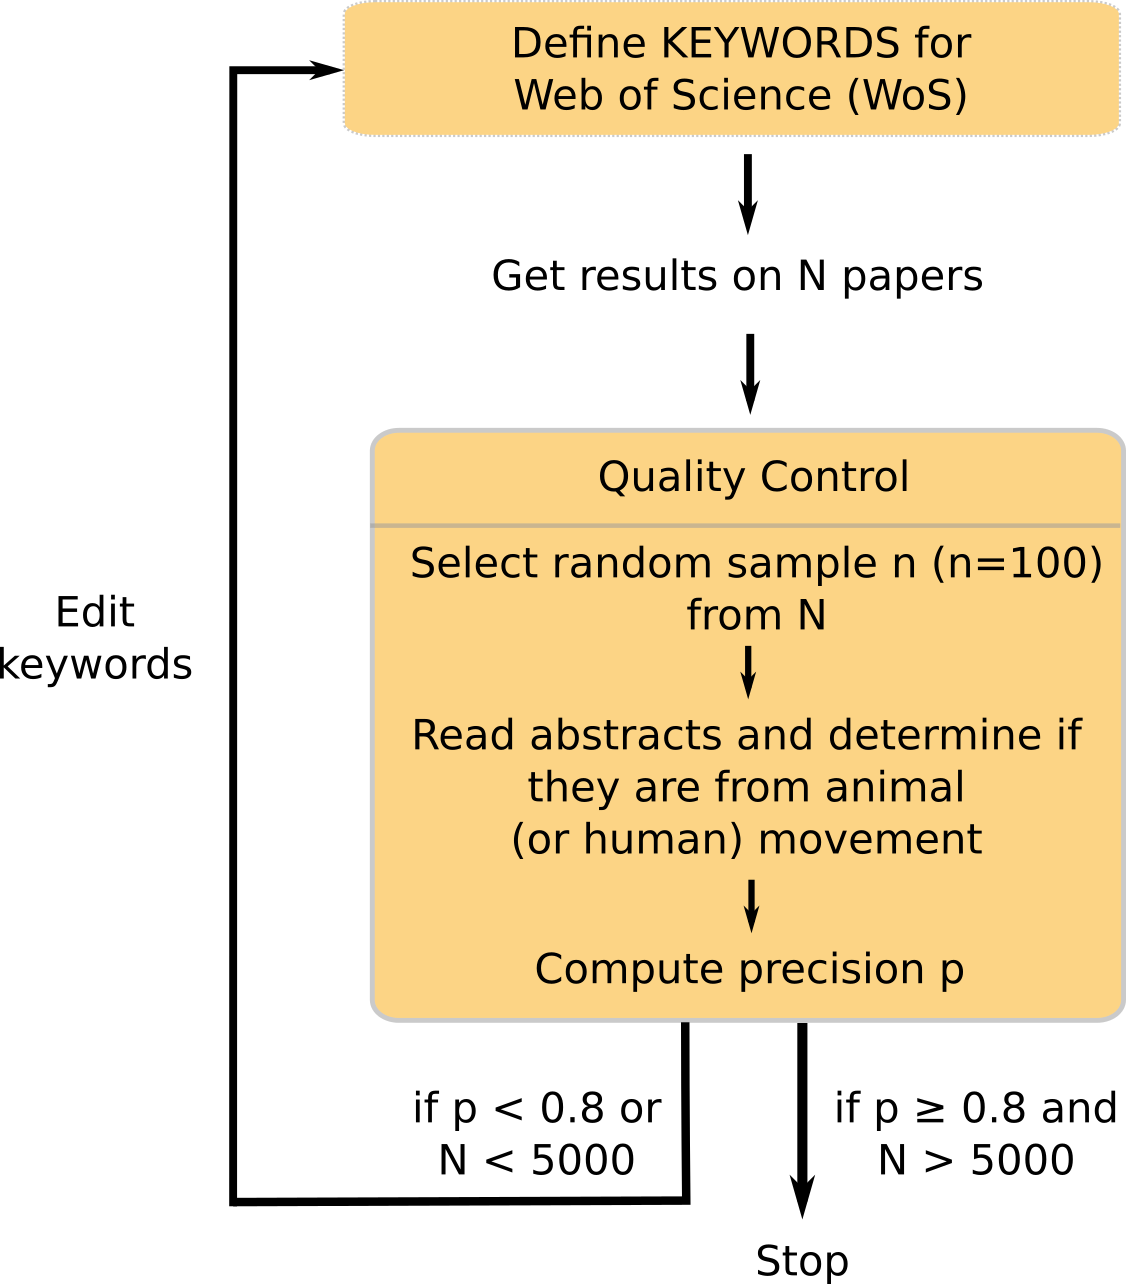 Define KEYWORDS for
Web of Science (WoS)
Get results on N papers
Quality Control
Select random sample n (n=100)
from N
Read abstracts and determine if
they are from animal
(or human) movement
Compute precision p
Edit
keywords
if p < 0.8 or
N < 5000
if p ≥ 0.8 and
N > 5000
Stop